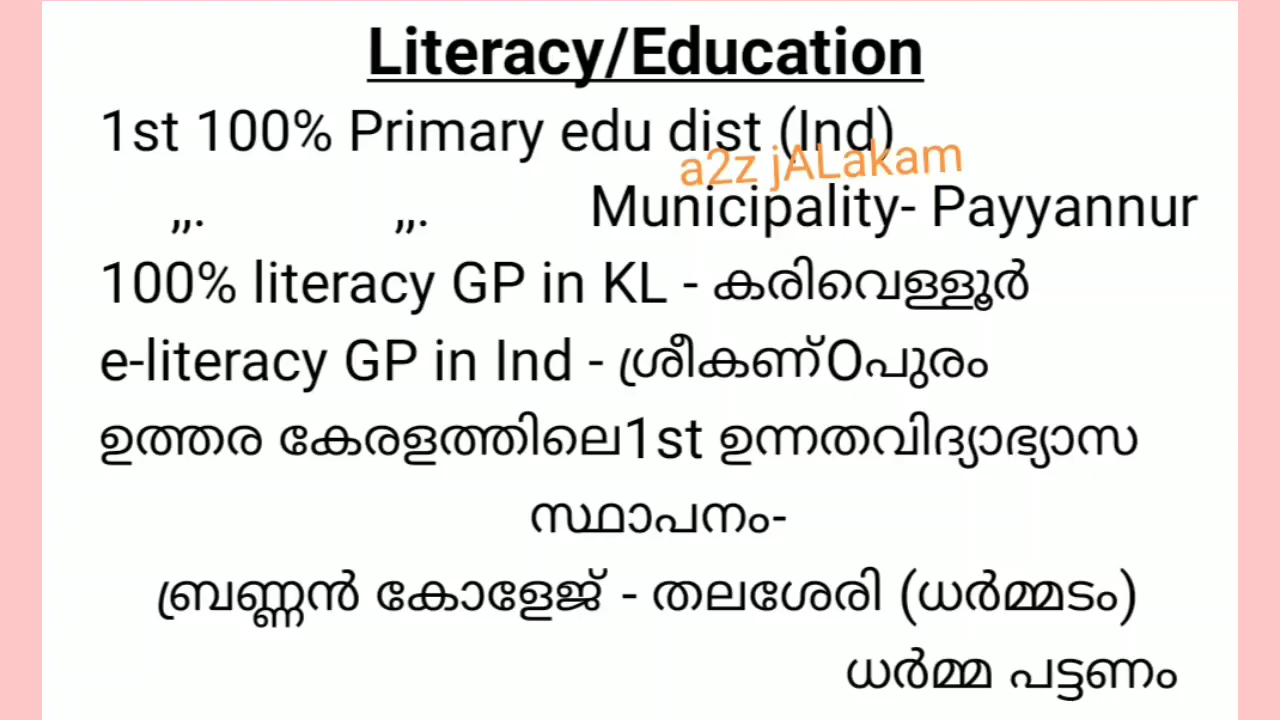 Literacy/Education
1st 100% Primary edu dist (Ind)
a2z jALakam
„. „. Municipality- Payyannur
100% literacy GP in KL - കരിവെള്ളൂർ
e-literacy GP in Ind - ശ്രീകണ്Oപുരം
ഉത്തര കേരളത്തിലെ1st ഉന്നതവിദ്യാഭ്യാസ
സ്ഥാപനം-
ബ്രണ്ണൻ കോളേജ് - തലശേരി (ധർമ്മടം)
ധർമ്മ പട്ടണം